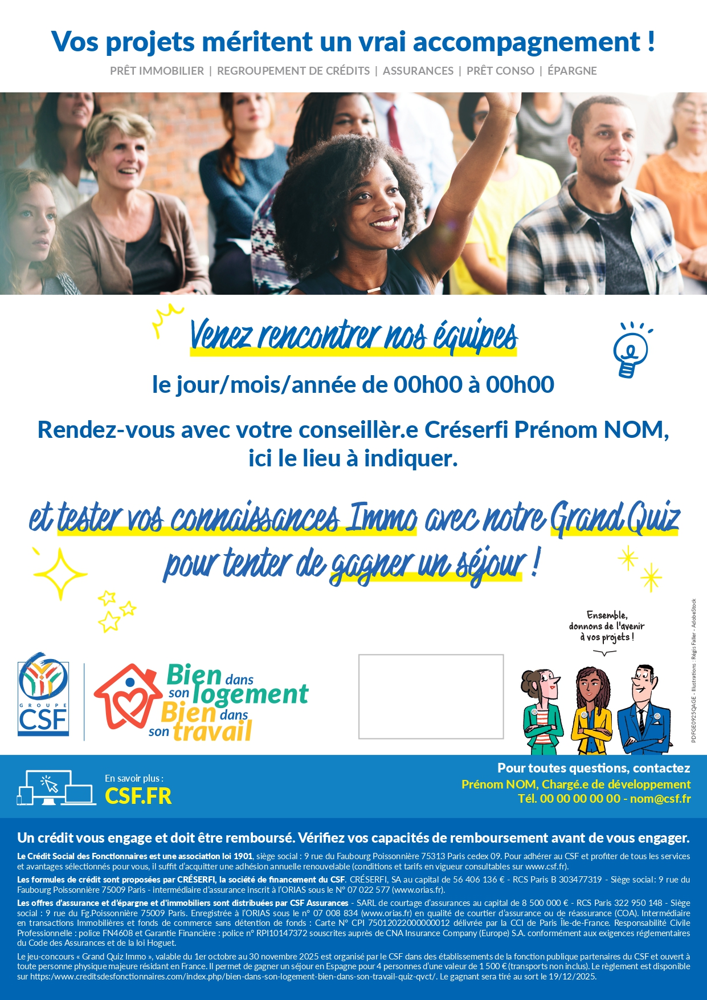 Vos projets méritent un vrai accompagnement !
PRÊT IMMOBILIER | REGROUPEMENT DE CRÉDITS | ASSURANCES | PRÊT CONSO | ÉPARGNE
Venez rencontrer nos équipes
le jour/mois/année de 00h00 à 00h00
Rendez-vous avec votre conseillèr.e Créserfi Prénom NOM,
ici le lieu à indiquer.
et tester vos connaissances Immo avec notre Grand Quiz
pour tenter de gagner un séjour !
Ensemble,
donnons de l'avenir
à vos projets !
GROUPE
CSF
Bien dans
son logement
Bien dans
son travail
PDFGE0925QAGE - Illustrations : Régis Faller - AdobeStock
En savoir plus :
CSF.FR
Pour toutes questions, contactez
Prénom NOM, Chargé.e de développement
Tél. 00 00 00 00 00 - nom@csf.fr
Un crédit vous engage et doit être remboursé. Vérifiez vos capacités de remboursement avant de vous engager.
Le Crédit Social des Fonctionnaires est une association loi 1901, siège social : 9 rue du Faubourg Poissonnière 75313 Paris cedex 09. Pour adhérer au CSF et profiter de tous les services
et avantages sélectionnés pour vous, il suffit d'acquitter une adhésion annuelle renouvelable (conditions et tarifs en vigueur consultables sur www.csf.fr).
Les formules de crédit sont proposées par CRÉSERFI, la société de financement du CSF. CRÉSERFI, SA au capital de 56 406 136 € - RCS Paris B 303477319 - Siège social : 9 rue du
Faubourg Poissonnière 75009 Paris - intermédiaire d'assurance inscrit à l'ORIAS sous le N° 07 022 577 (www.orias.fr).
Les offres d'assurance et d'épargne et d'immobiliers sont distribuées par CSF Assurances - SARL de courtage d'assurances au capital de 8 500 000 € - RCS Paris 322 950 148 - Siège
social : 9 rue du Fg.Poissonnière 75009 Paris. Enregistrée à l'ORIAS sous le n° 07 008 834 (www.orias.fr) en qualité de courtier d'assurance ou de réassurance (COA). Intermédiaire
en transactions Immobilières et fonds de commerce sans détention de fonds : Carte N° CPI 75012022000000012 délivrée par la CCI de Paris Île-de-France. Responsabilité Civile
Professionnelle : police FN4608 et Garantie Financière : police n° RPI10147372 souscrites auprès de CNA Insurance Company (Europe) S.A. conformément aux exigences réglementaires
du Code des Assurances et de la loi Hoguet.
Le jeu-concours « Grand Quiz Immo », valable du 1er octobre au 30 novembre 2025 est organisé par le CSF dans des établissements de la fonction publique partenaires du CSF et ouvert à
toute personne physique majeure résidant en France. Il permet de gagner un séjour en Espagne pour 4 personnes d'une valeur de 1 500 € (transports non inclus). Le règlement est disponible
sur https:/www.creditsdesfonctionnaires.com/index.php/bien-dans-son-logement-bien-dans-son-travail-quiz-qvct/. Le gagnant sera tiré au sort le 19/12/2025.